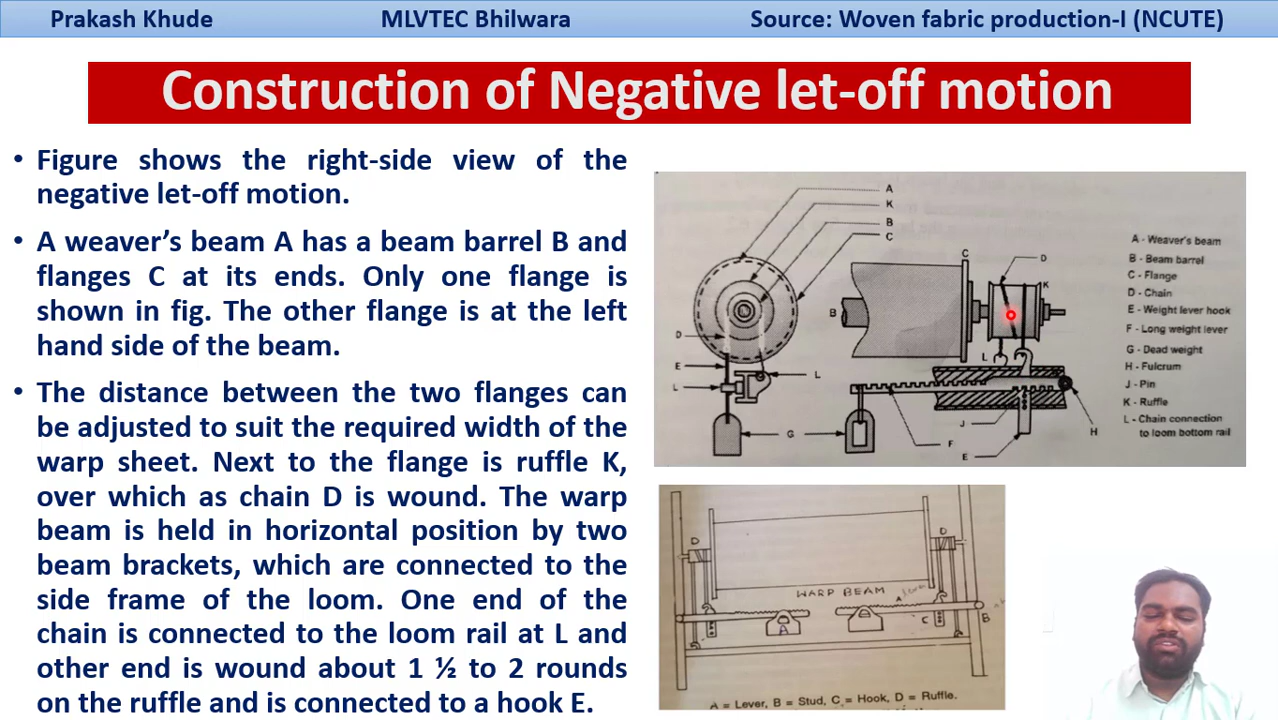 Prakash Khude MLVTEC Bhilwara Source: Woven fabric production-I (NCUTE)
Construction of Negative let-off motion
• Figure shows the right-side view of the
negative let-off motion.
• A weaver's beam A has a beam barrel B and
flanges C at its ends. Only one flange is
shown in fig. The other flange is at the left
hand side of the beam.
• The distance between the two flanges can
be adjusted to suit the required width of the
warp sheet. Next to the flange is ruffle K,
over which as chain D is wound. The warp
beam is held in horizontal position by two
beam brackets, which are connected to the
side frame of the loom. One end of the
chain is connected to the loom rail at L and
other end is wound about 1 ½ to 2 rounds
on the ruffle and is connected to a hook E.
A
K
B
C
D
E
L
L
G
B
C
D
K
L
J
F
E
H
A - Weaver's beam
B - Beam barrel
C - Flange
D - Chain
E - Weight lever hook
F - Long weight lever
G - Dead weight
H - Fulcrum
J - Pin
K - Ruffle
L - Chain connection
to loom bottom rail
D
D
WARP BEAM
A
A
C
B
A = Lever, B = Stud, C = Hook, D = Ruffle.